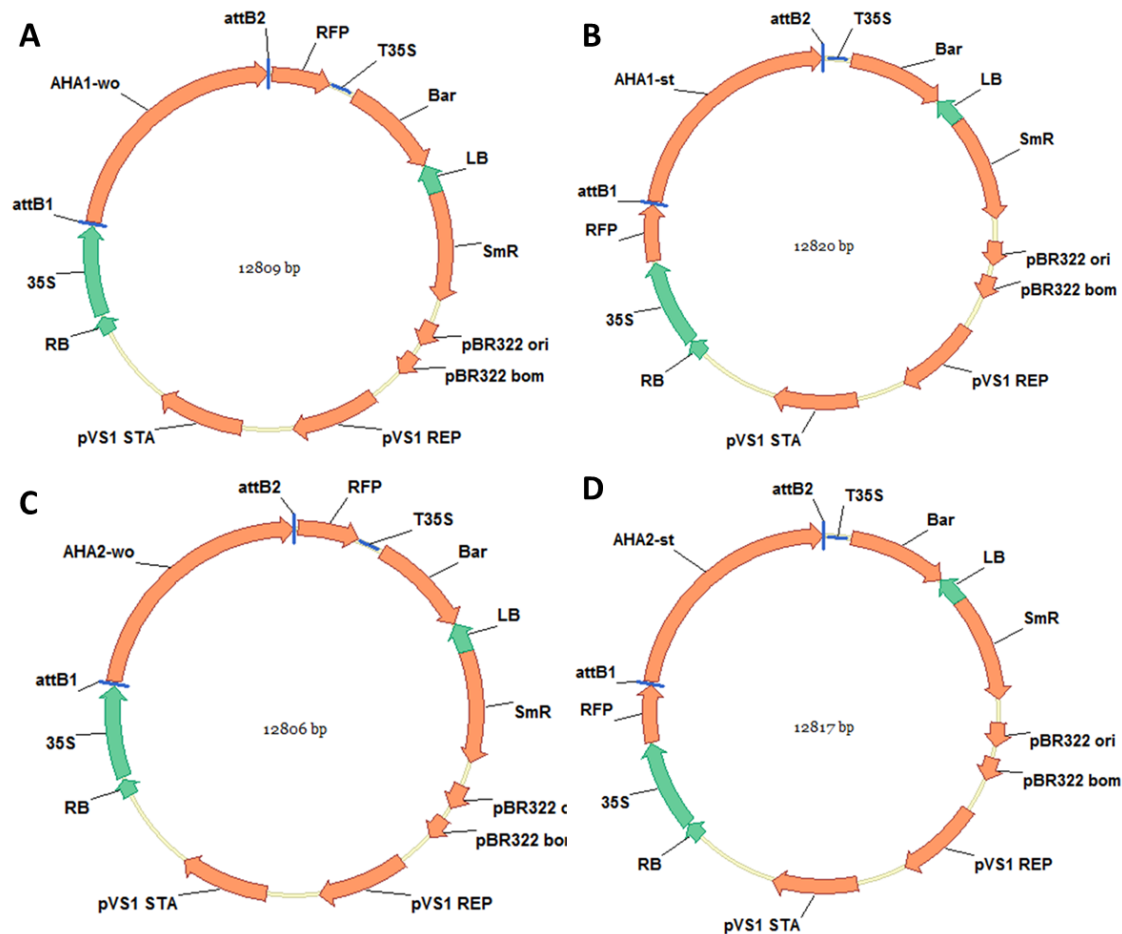 A
attB2
RFP
T35S
AHA1-wo
Bar
LB
attB1
SmR
12809 bp
35S
RB
pBR322 ori
pBR322 bom
pVS1 STA
pVS1 REP
B
attB2
T35S
Bar
AHA1-st
LB
SmR
attB1
RFP
12820 bp
pBR322 ori
pBR322 bom
35S
RB
pVS1 REP
pVS1 STA
C
attB2
RFP
T35S
AHA2-wo
Bar
LB
attB1
SmR
12806 bp
35S
RB
pBR322 o
pBR322 bo
pVS1 STA
pVS1 REP
D
attB2
T35S
Bar
AHA2-st
LB
SmR
attB1
RFP
12817 bp
pBR322 ori
pBR322 bom
35S
RB
pVS1 REP
pVS1 STA